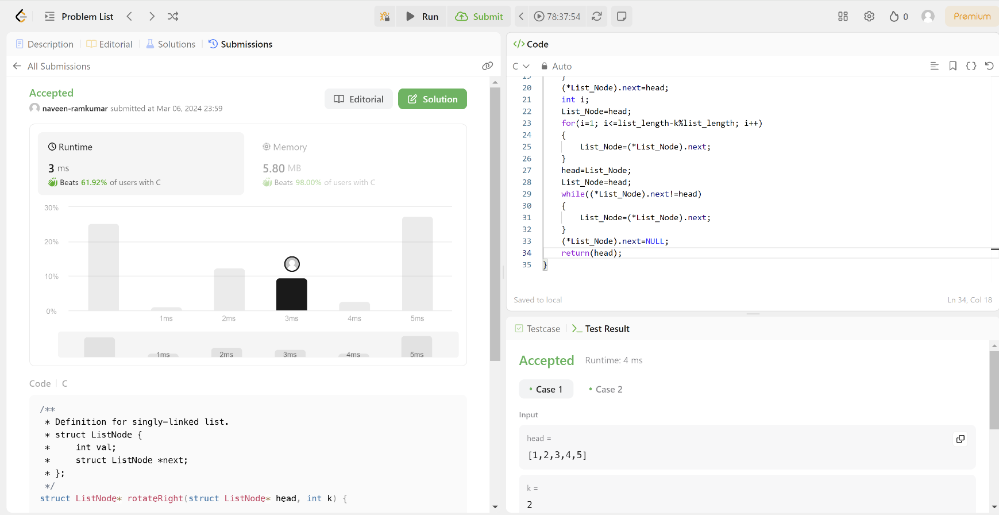 Problem List
Run
Submit
78:37:54
0
Premium
Description
Editorial
Solutions
Submissions
All Submissions
Accepted
naveen-ramkumar submitted at Mar 06, 2024 23:59
Editorial
Solution
Runtime
3 ms
Beats 61.92% of users with C
Memory
5.80 MB
Beats 98.00% of users with C
30%
20%
10%
0%
1ms 2ms 3ms 4ms 5ms
1ms 2ms 3ms 4ms 5ms
Code | C
/**
 * Definition for singly-linked list.
 * struct ListNode {
 *     int val;
 *     struct ListNode *next;
 * };
 */
struct ListNode* rotateRight(struct ListNode* head, int k) {
</> Code
C
Auto
19 }
20 (*List_Node).next=head;
21 int i;
22 List_Node=head;
23 for(i=1; i<=list_length-k%list_length; i++)
24 {
25     List_Node=(*List_Node).next;
26 }
27 head=List_Node;
28 List_Node=head;
29 while((*List_Node).next!=head)
30 {
31     List_Node=(*List_Node).next;
32 }
33 (*List_Node).next=NULL;
34 return(head);
35 }
Saved to local
Ln 34, Col 18
Testcase
Test Result
Accepted
Runtime: 4 ms
• Case 1
• Case 2
Input
head =
[1,2,3,4,5]
k =
2